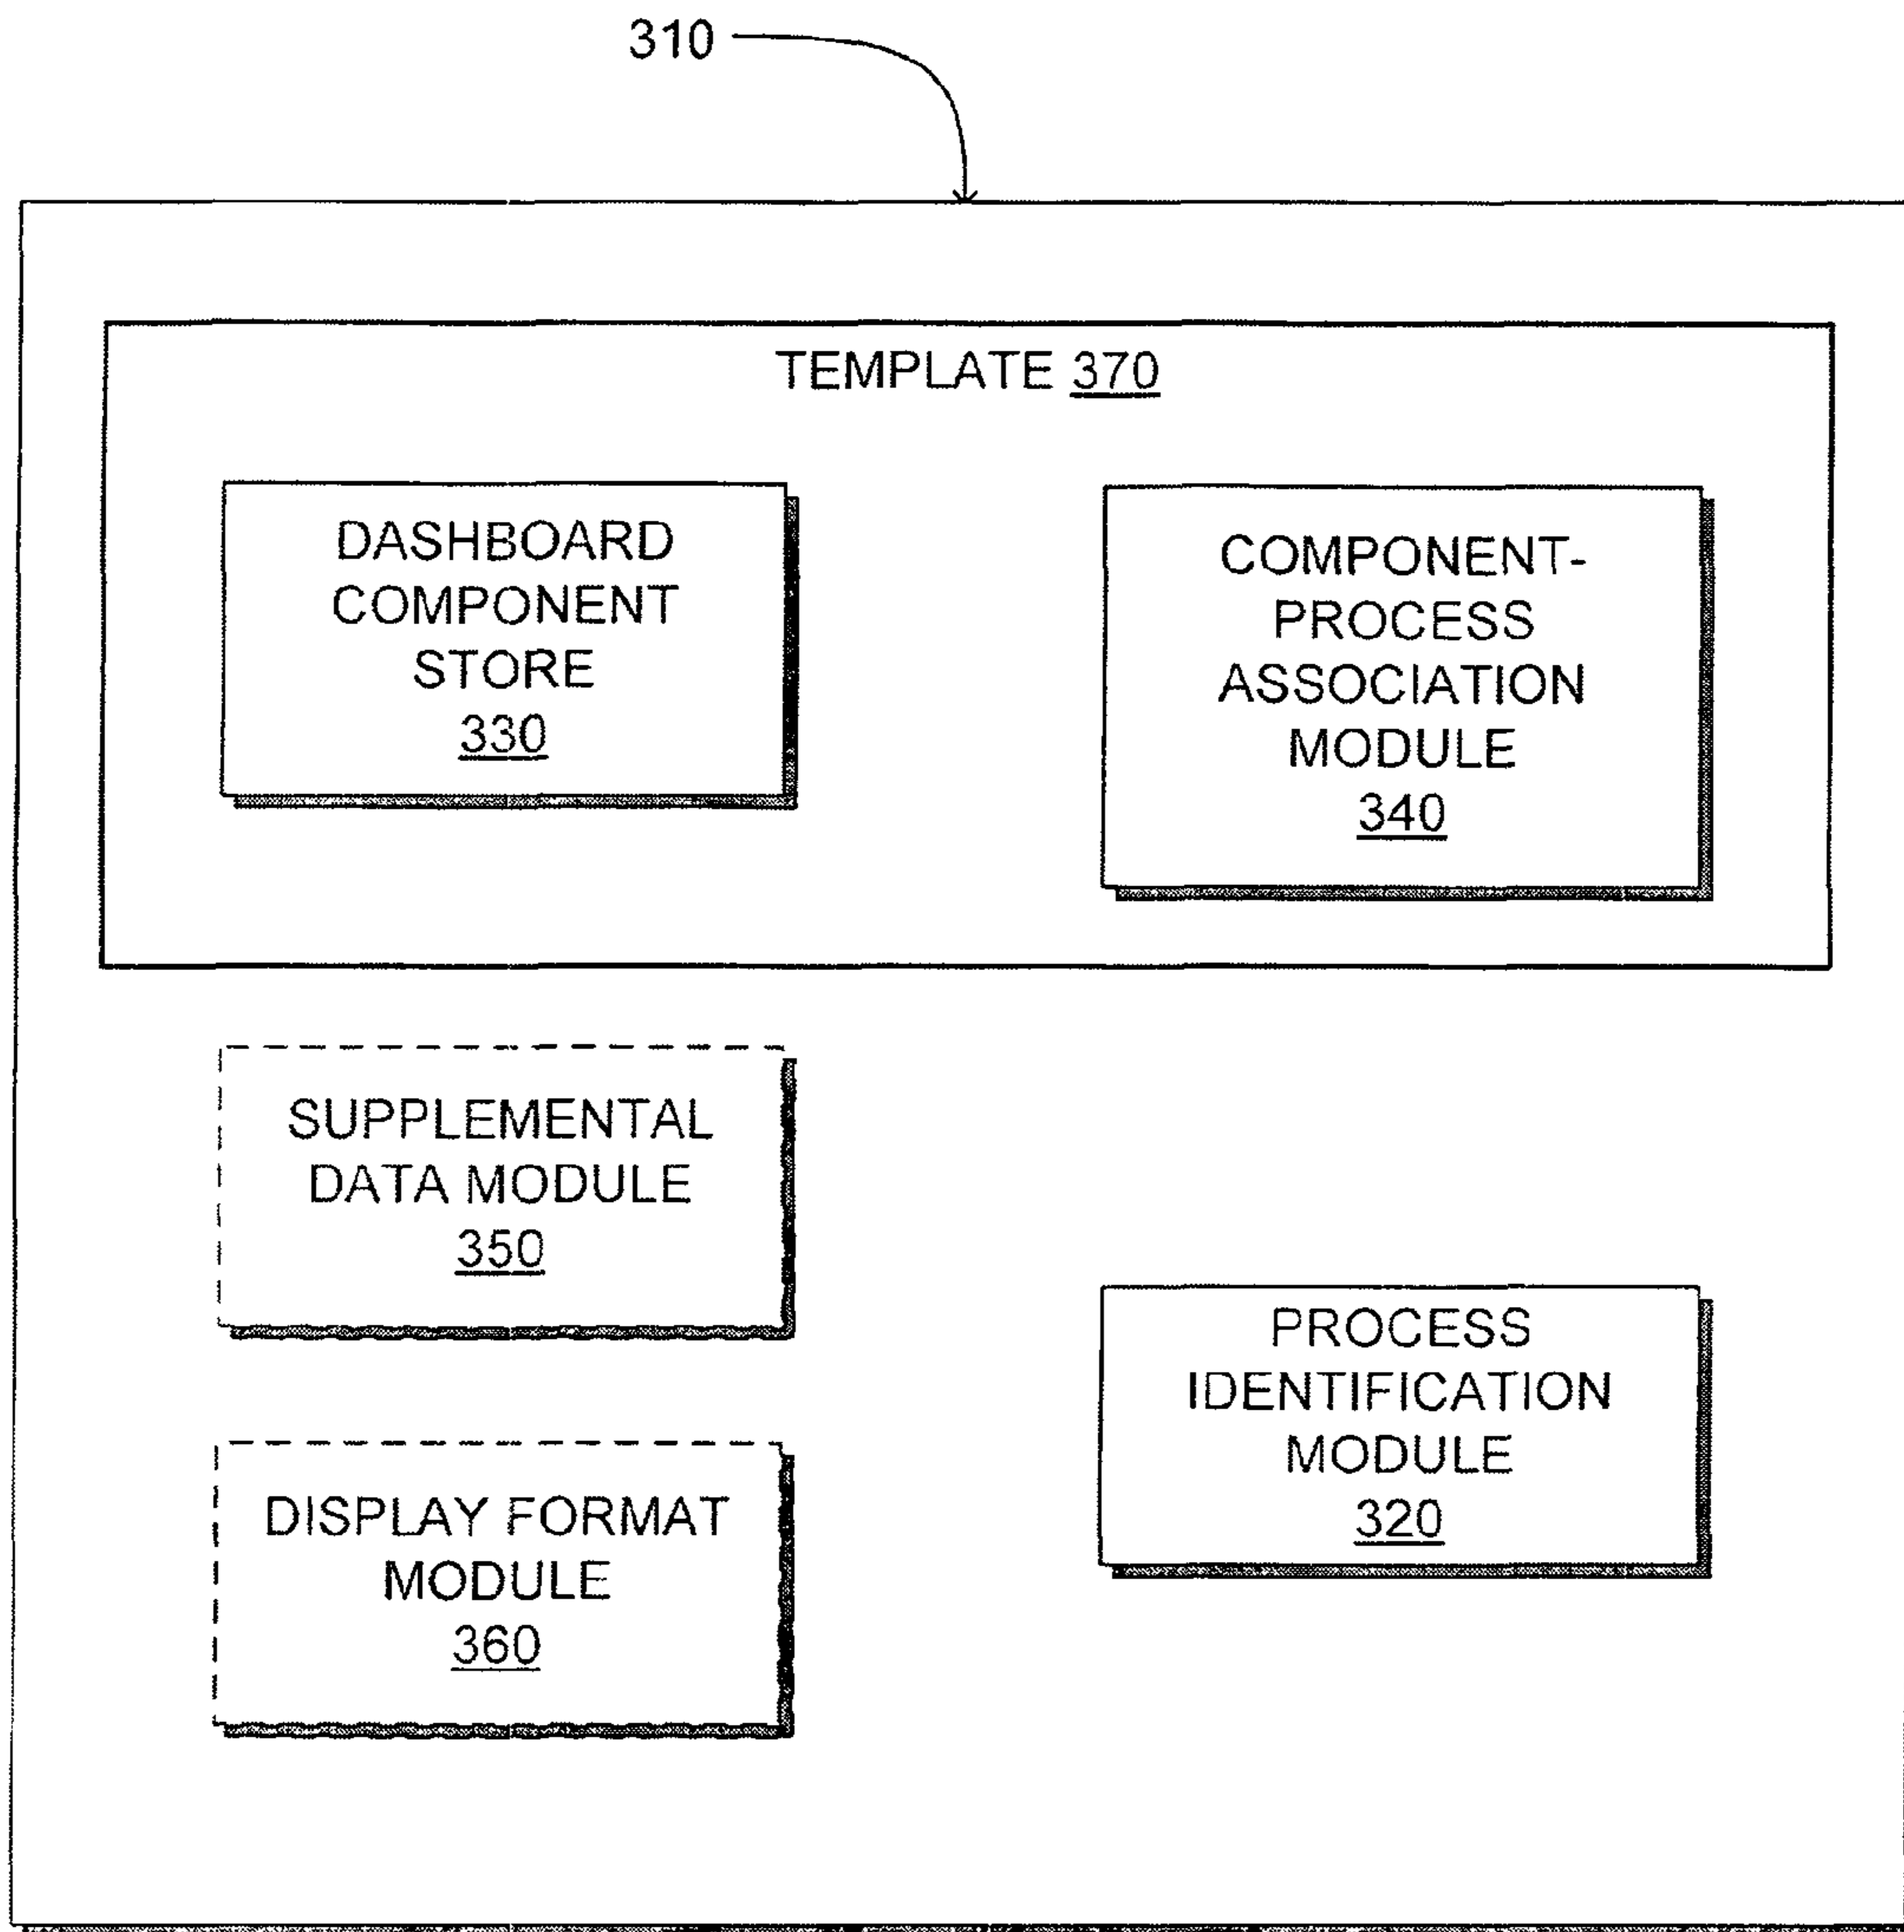 310
TEMPLATE 370
DASHBOARD
COMPONENT
STORE
330
COMPONENT-
PROCESS
ASSOCIATION
MODULE
340
SUPPLEMENTAL
DATA MODULE
350
DISPLAY FORMAT
MODULE
360
PROCESS
IDENTIFICATION
MODULE
320